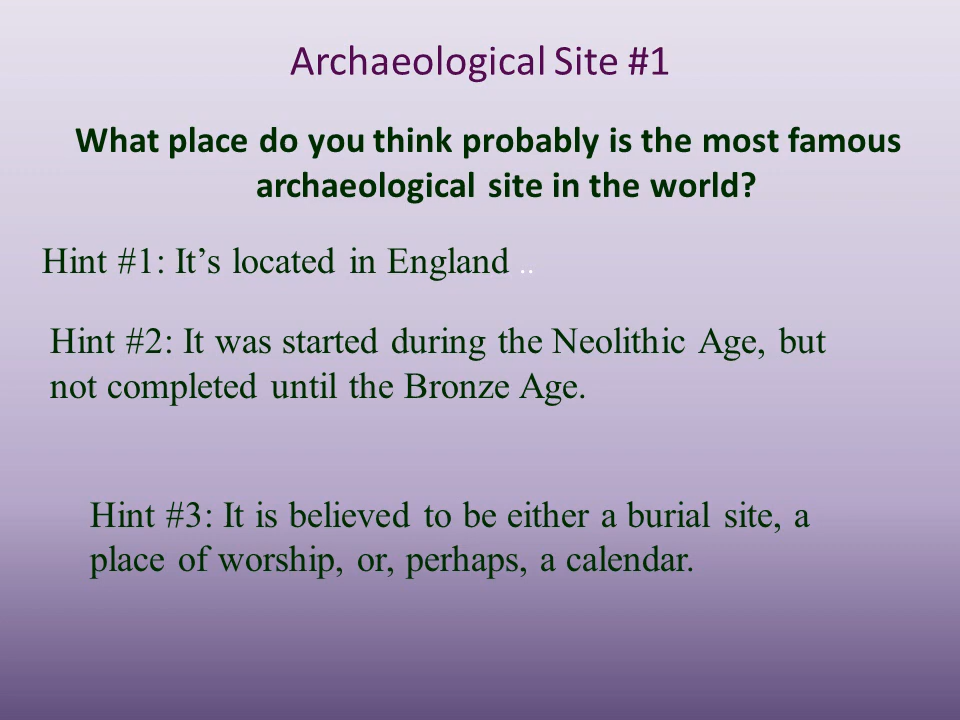 Archaeological Site #1
What place do you think probably is the most famous
archaeological site in the world?
Hint #1: It’s located in England ..
Hint #2: It was started during the Neolithic Age, but
not completed until the Bronze Age.
Hint #3: It is believed to be either a burial site, a
place of worship, or, perhaps, a calendar.